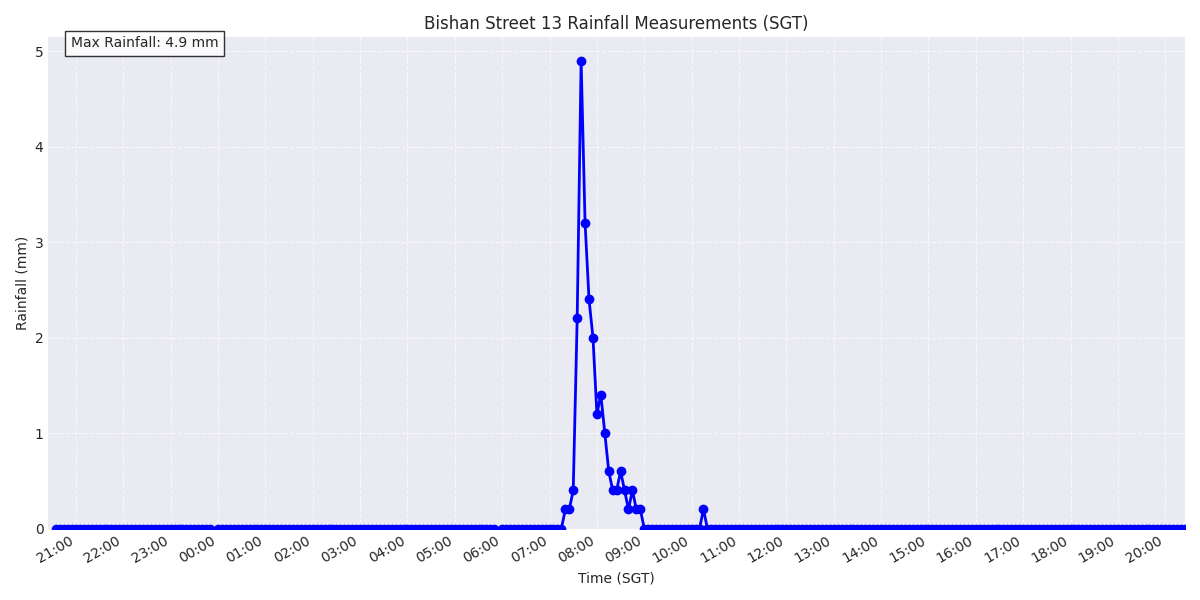 Bishan Street 13 Rainfall Measurements (SGT)
Max Rainfall: 4.9 mm
Rainfall (mm)
5
4
3
2
1
0
21:00 22:00 23:00 00:00 01:00 02:00 03:00 04:00 05:00 06:00 07:00 08:00 09:00 10:00 11:00 12:00 13:00 14:00 15:00 16:00 17:00 18:00 19:00 20:00
Time (SGT)